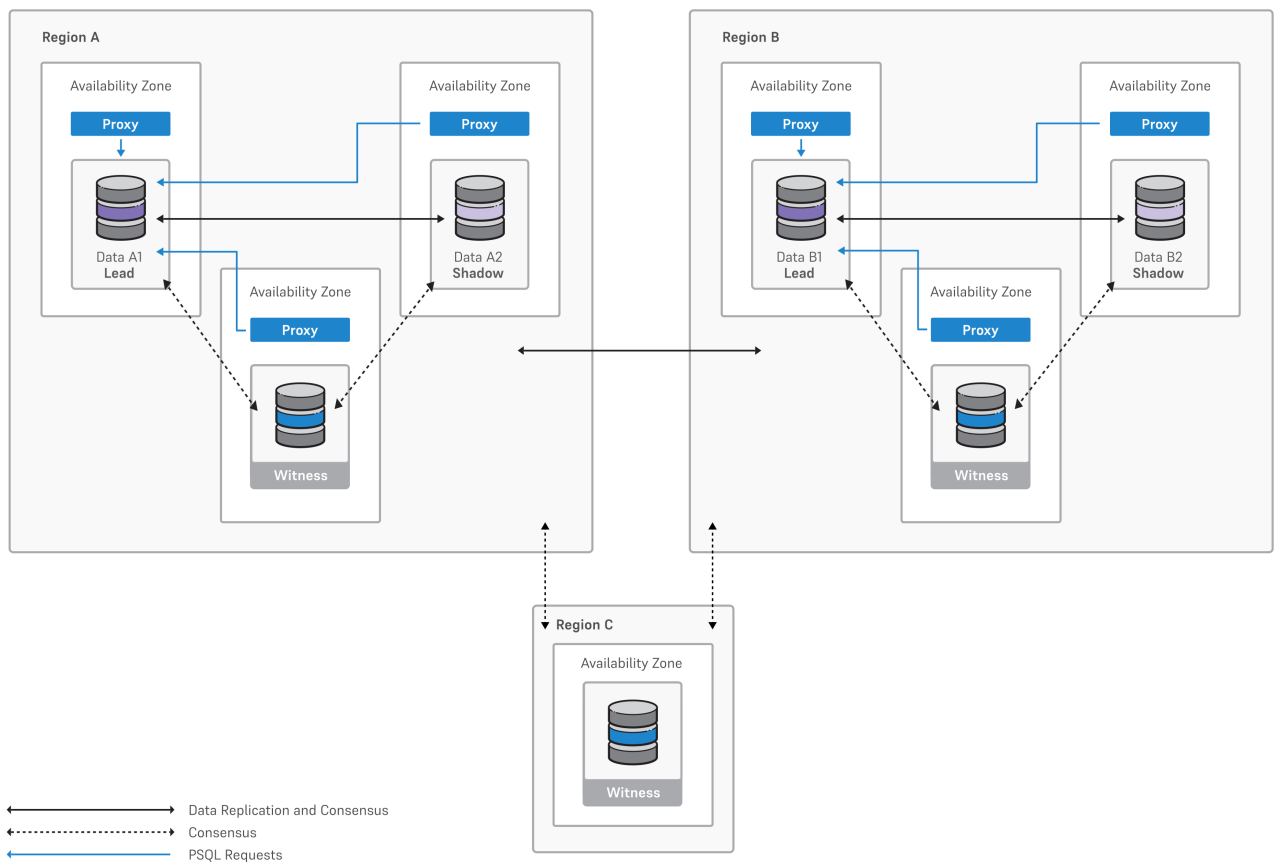 Region A
Availability Zone
Proxy
Data A1
Lead
Availability Zone
Proxy
Data A2
Shadow
Availability Zone
Proxy
Witness
Region B
Availability Zone
Proxy
Data B1
Lead
Availability Zone
Proxy
Data B2
Shadow
Availability Zone
Proxy
Witness
Region C
Availability Zone
Witness
Data Replication and Consensus
Consensus
PSQL Requests